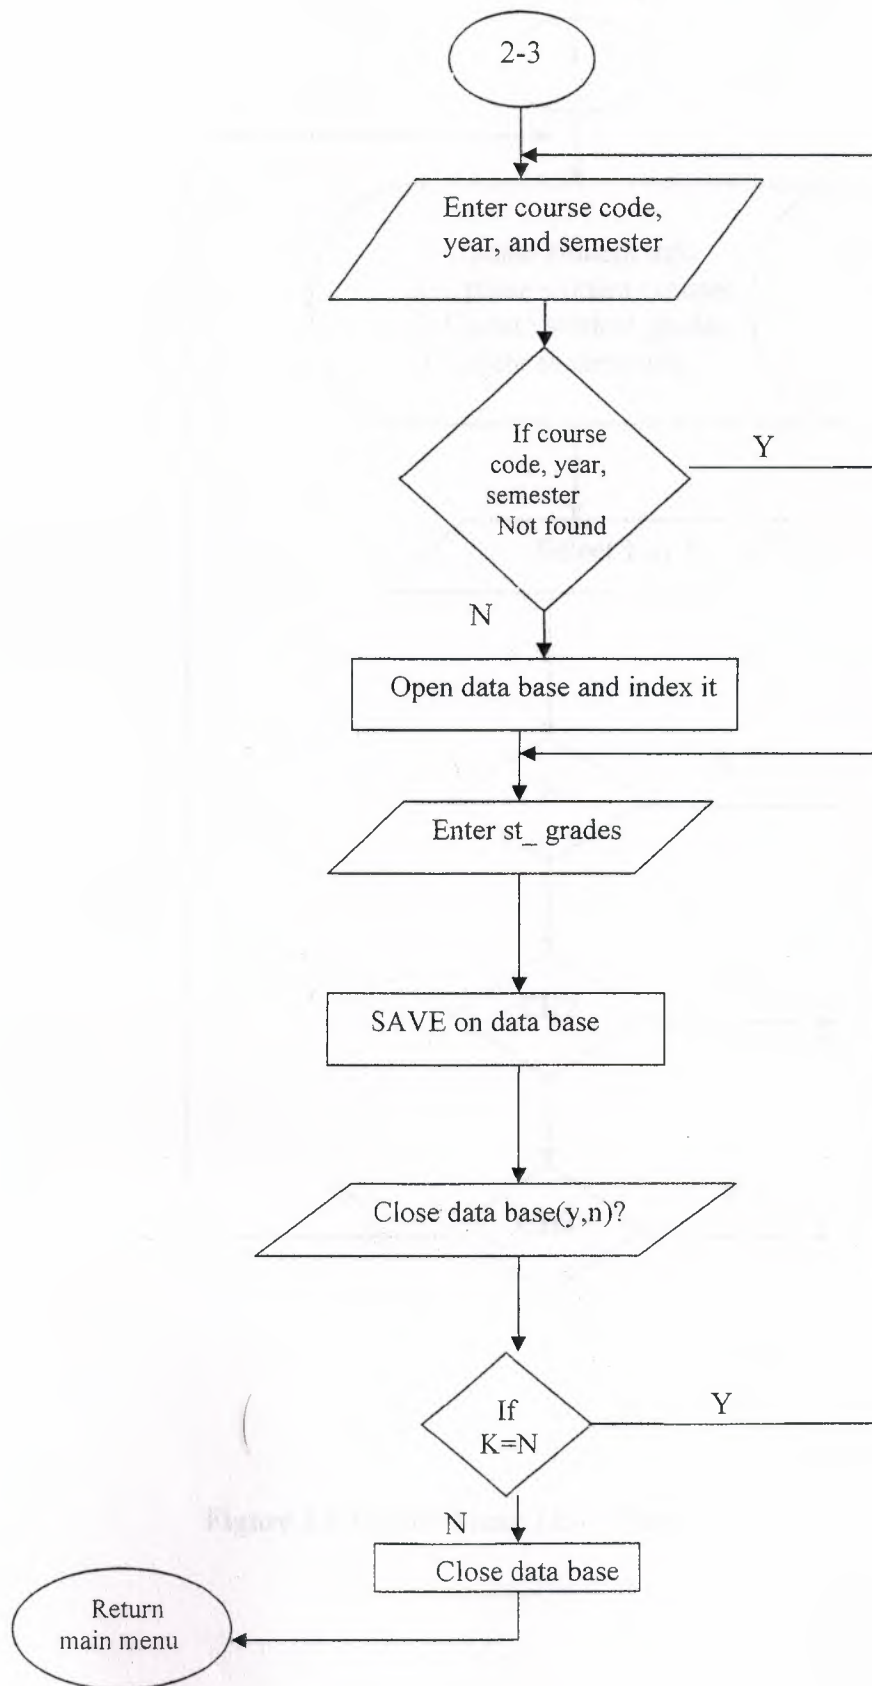 2-3
Enter course code,
year, and semester
If course
code, year,
semester
Not found
Y
N
Open data base and index it
Enter st_ grades
SAVE on data base
Close data base(y,n)?
If
K=N
Y
N
Close data base
Return
main menu